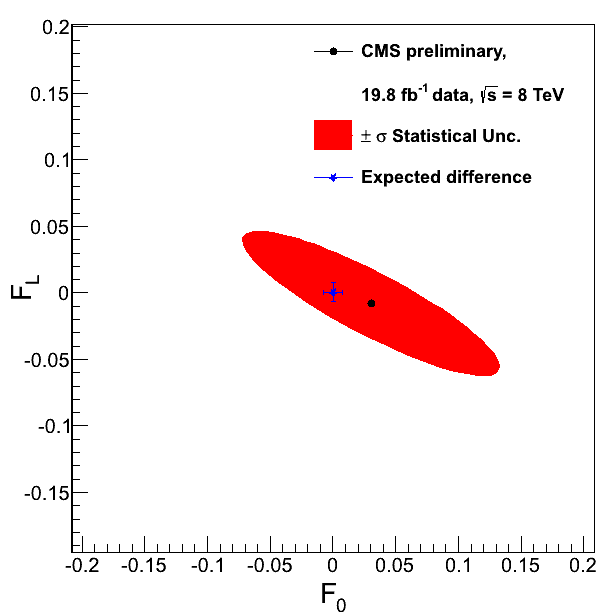 CMS preliminary,
19.8 fb-1 data, √s = 8 TeV
± σ Statistical Unc.
Expected difference
0.2
0.15
0.1
0.05
0
-0.05
-0.1
-0.15
FL
-0.2 -0.15 -0.1 -0.05 0 0.05 0.1 0.15 0.2
F0